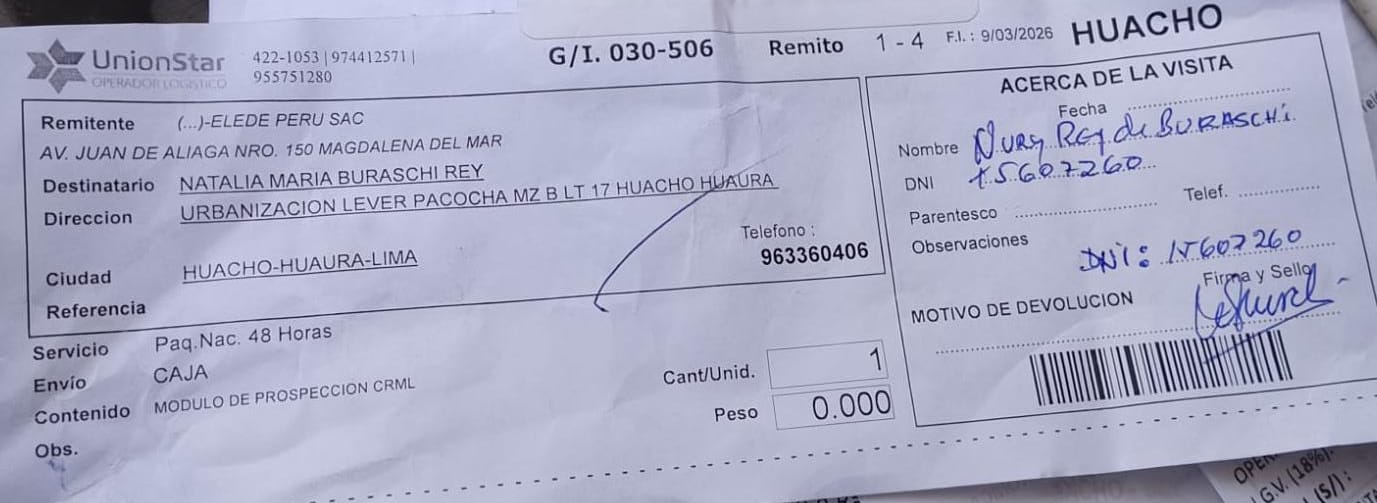 UnionStar
OPERADOR LOGISTICO
422-1053 | 974412571 |
955751280
G/I. 030-506 Remito 1 - 4 F.I. : 9/03/2026 HUACHO
Remitente (...)-ELEDE PERU SAC
AV. JUAN DE ALIAGA NRO. 150 MAGDALENA DEL MAR
Destinatario NATALIA MARIA BURASCHI REY
Direccion URBANIZACION LEVER PACOCHA MZ B LT 17 HUACHO HUAURA
Telefono :
963360406
Ciudad HUACHO-HUAURA-LIMA
Referencia
Servicio Paq.Nac. 48 Horas
Envío CAJA
Contenido MODULO DE PROSPECCION CRML
Obs.
Cant/Unid. 1
Peso 0.000
ACERCA DE LA VISITA
Fecha
Nombre Nury Rey de BURASCHi
DNI 15607260
Parentesco Telef.
Observaciones
DNI: 15607260
Firma y Sello
MOTIVO DE DEVOLUCION
I.G.V. (18%)